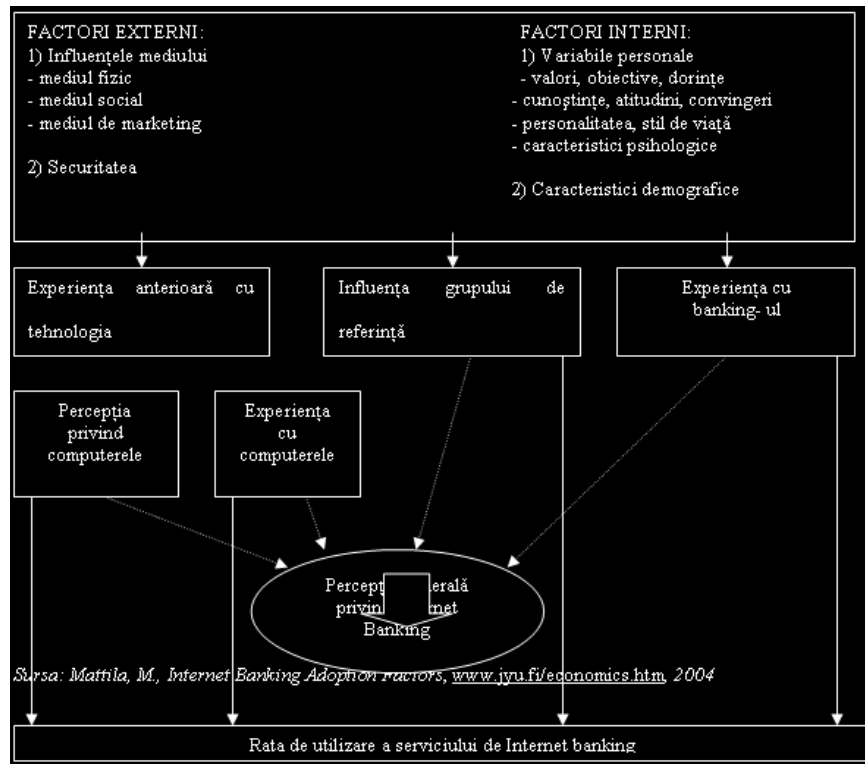 FACTORI EXTERNI:
1) Influențele mediului
- mediul fizic
- mediul social
- mediul de marketing
2) Securitatea
FACTORI INTERNI:
1) Variabile personale
- valori, obiective, dorințe
- cunoștințe, atitudini, convingeri
- personalitatea, stil de viață
- caracteristici psihologice
2) Caracteristici demografice
Experiența anterioară cu
tehnologia
Influența grupului de
referință
Experiența cu
banking- ul
Percepția
privind
computerele
Experiența
cu
computerele
Banking
Sursa: Mattila, M., Internet Banking Adoption Factors, www.jyu.fi/economics.htm, 2004
Rata de utilizare a serviciului de Internet banking